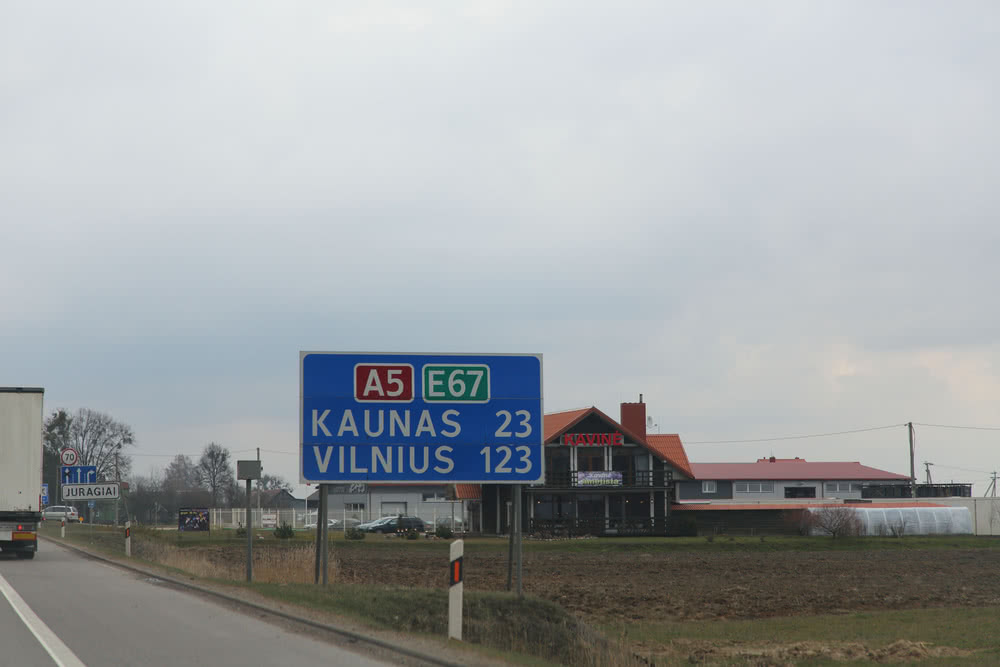 A5 E67
KAUNAS 23
VILNIUS 123
KAVINĖ
70
JURAGIAI